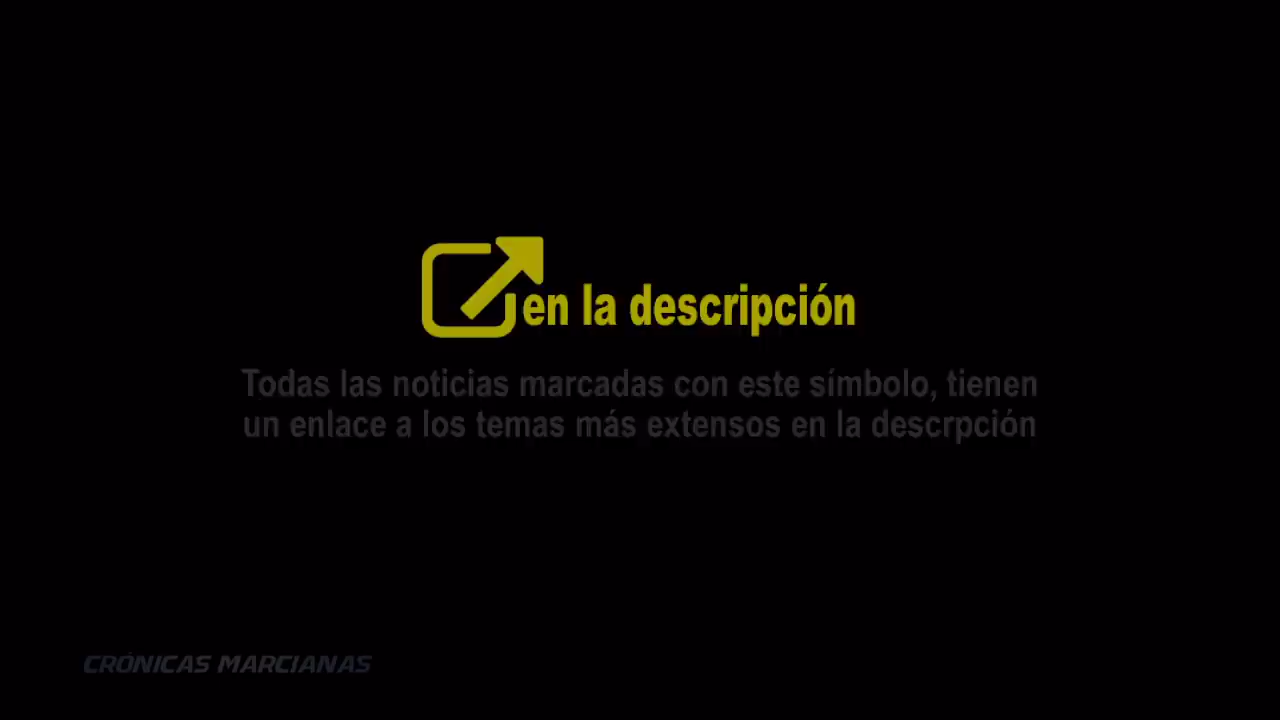 en la descripción
Todas las noticias marcadas con este símbolo, tienen
un enlace a los temas más extensos en la descrpción
CRÓNICAS MARCIANAS